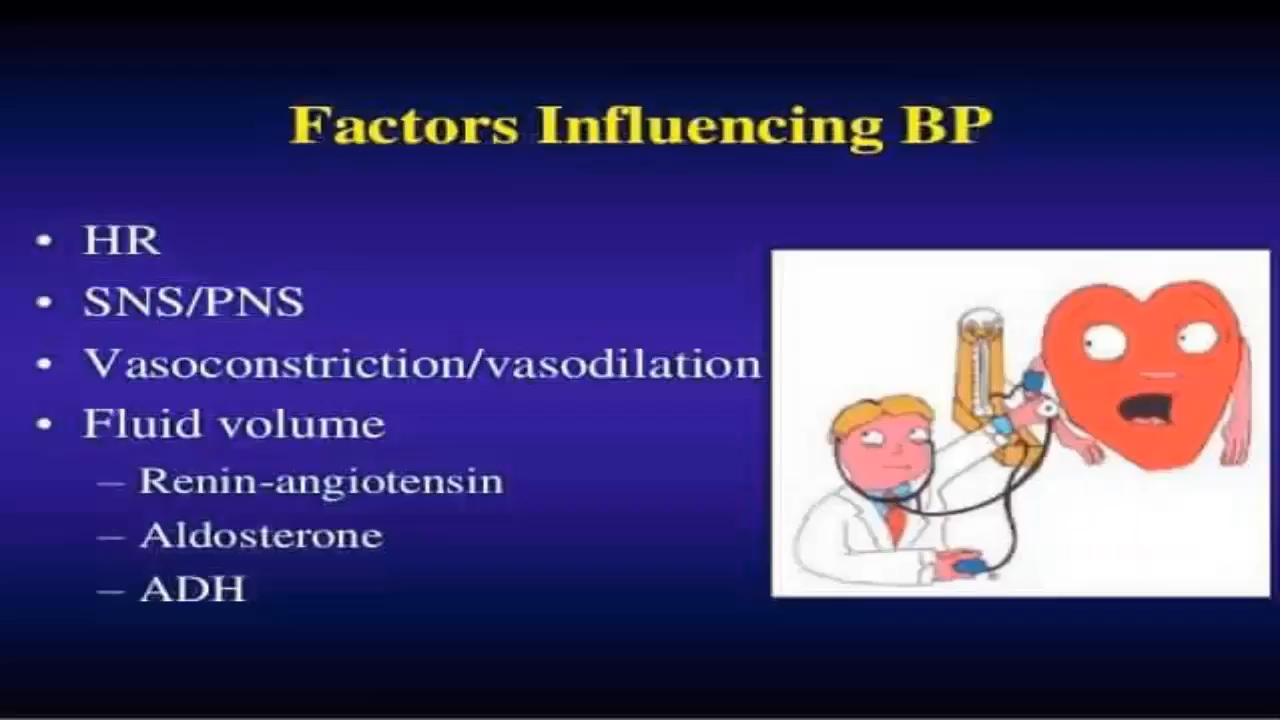 Factors Influencing BP
• HR
• SNS/PNS
• Vasoconstriction/vasodilation
• Fluid volume
– Renin-angiotensin
– Aldosterone
– ADH